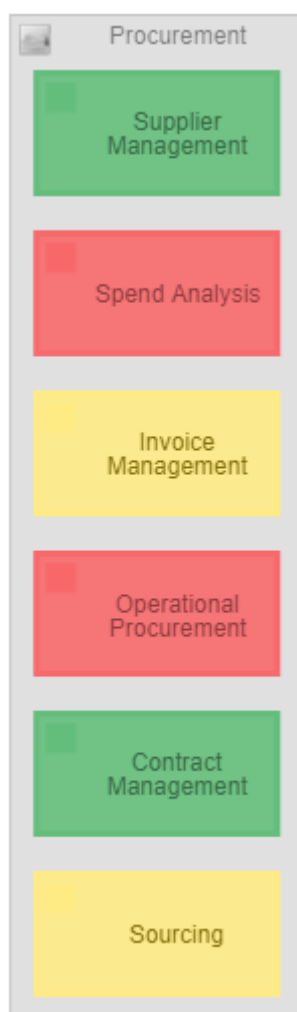 Procurement
Supplier
Management
Spend Analysis
Invoice
Management
Operational
Procurement
Contract
Management
Sourcing